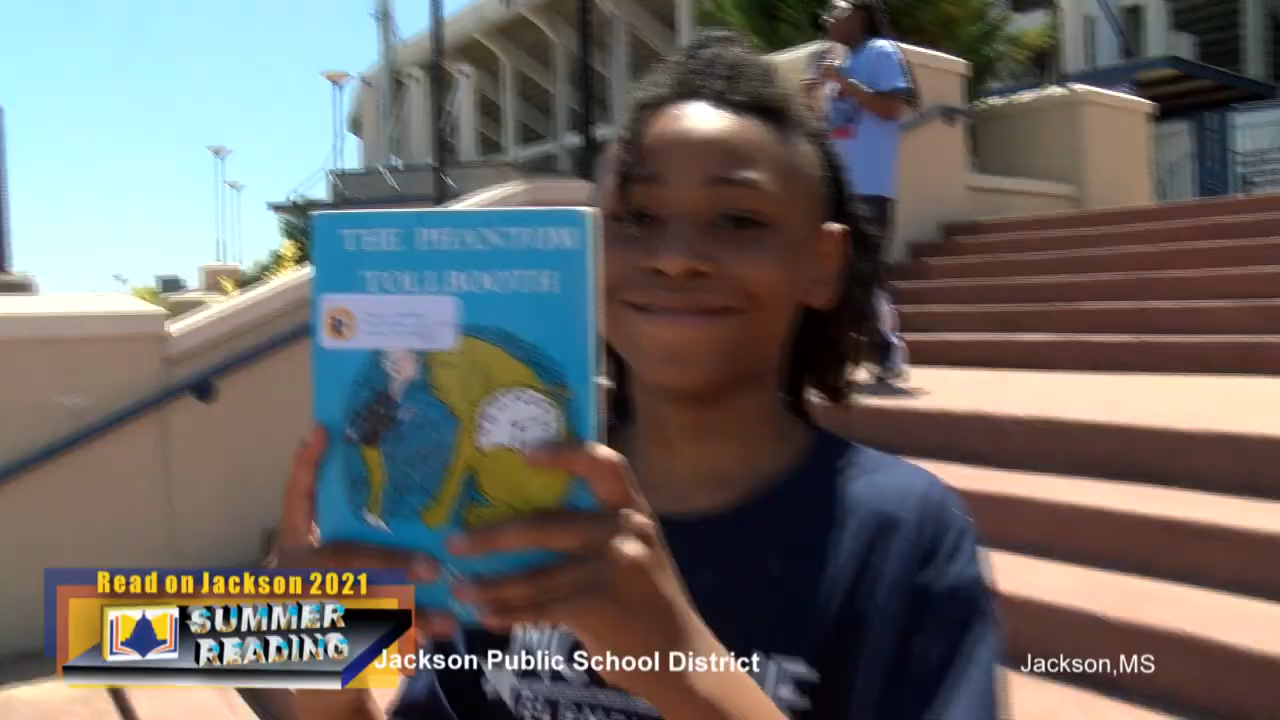 THE PHANTOM
TOLLBOOTH
Read on Jackson 2021
SUMMER
READING
Jackson Public School District
Jackson,MS